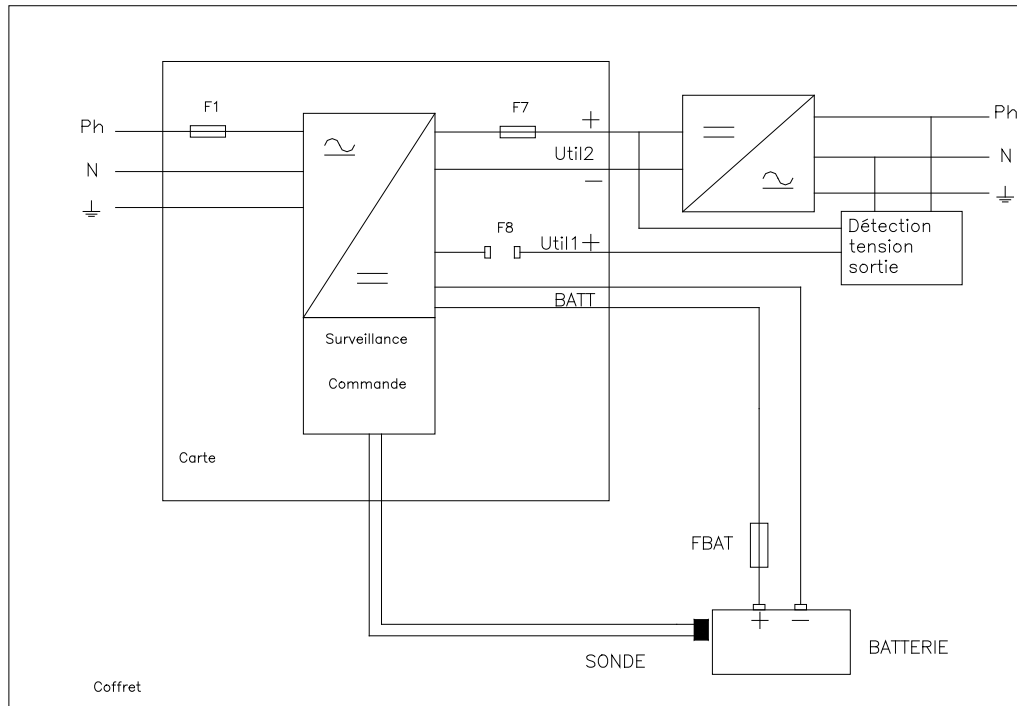 F1
F7
Ph
+
Ph
Util2
N
N
−
F8
Util1 +
Détection
tension
sortie
BATT
Surveillance
Commande
Carte
FBAT
+ −
BATTERIE
SONDE
Coffret